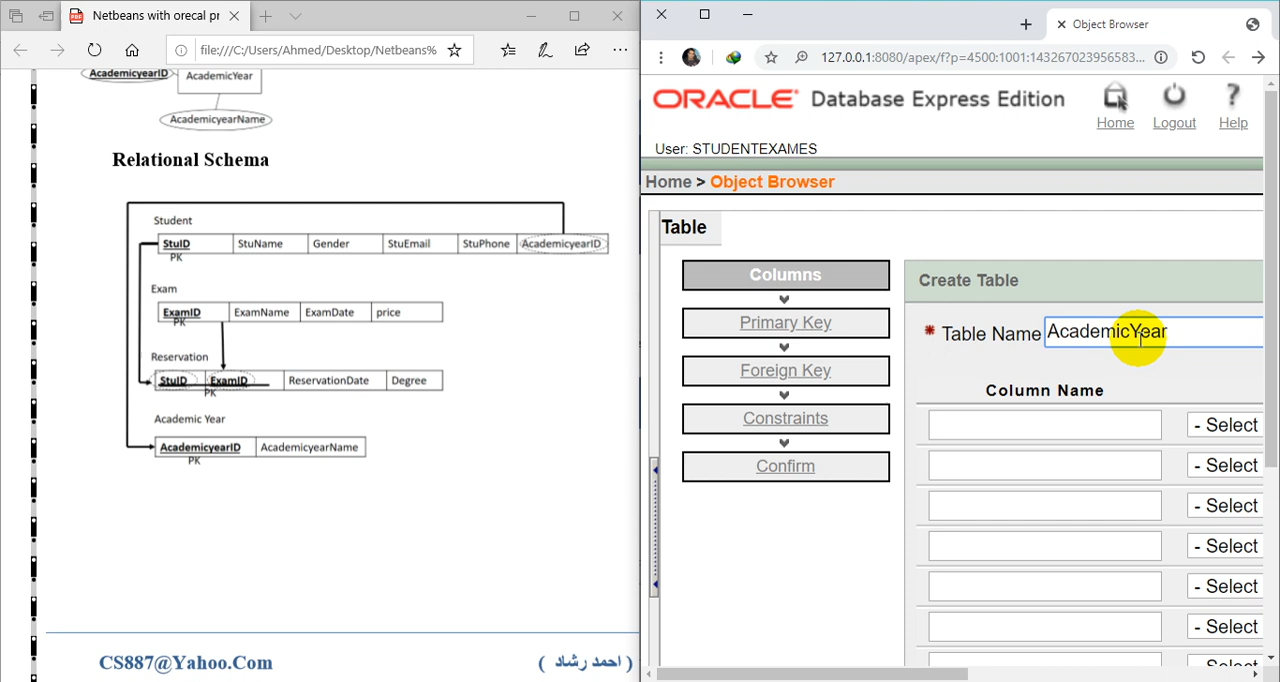 Netbeans with orecal pr
file:///C:/Users/Ahmed/Desktop/Netbeans%
AcademicyearID
AcademicYear
AcademicyearName
Relational Schema
Student
StuID StuName Gender StuEmail StuPhone AcademicyearID
PK
Exam
ExamID ExamName ExamDate price
PK
Reservation
StuID ExamID ReservationDate Degree
PK
Academic Year
AcademicyearID AcademicyearName
PK
CS887@Yahoo.Com ( احمد رشاد )
Object Browser
127.0.0.1:8080/apex/f?p=4500:1001:143267023956583...
ORACLE Database Express Edition
Home Logout Help
User: STUDENTEXAMES
Home > Object Browser
Table
Columns
Primary Key
Foreign Key
Constraints
Confirm
Create Table
* Table Name AcademicYear
Column Name
- Select
- Select
- Select
- Select
- Select
- Select
- Select